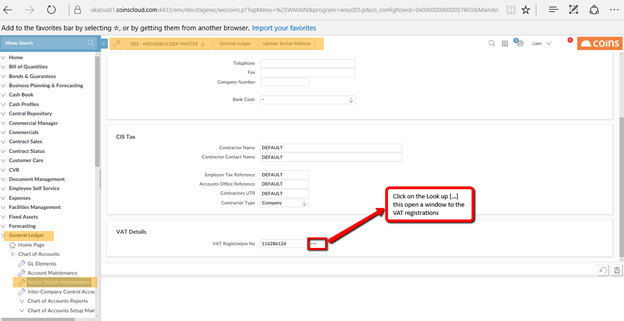 ukazux01.coinscloud.com:4433/env/devstagews/wocoins.p?TopMenu=%25WMAIN&program=wou005.p&co_configRowid=0x0000000000057603&MainAr
Add to the favorites bar by selecting ☆, or by getting them from another browser. Import your favorites
Menu Search
002 - HOUSEBUILDER MASTER
General Ledger
Update Sector Address
Liam
coins
Home
Bill of Quantities
Bonds & Guarantees
Business Planning & Forecasting
Cash Book
Cash Profiles
Central Repository
Commercial Manager
Commercials
Contract Sales
Contract Status
Customer Care
CVR
Document Management
Employee Self Service
Expenses
Facilities Management
Fixed Assets
Forecasting
General Ledger
Home Page
Chart of Accounts
GL Elements
Account Maintenance
Sector Details Maintenance
Inter-Company Control Accou
Chart of Accounts Reports
Chart of Accounts Setup Main
Telephone
Fax
Company Number
Bank Costs -
CIS Tax
Contractor Name DEFAULT
Contractor Contact Name DEFAULT
Employer Tax Reference DEFAULT
Accounts Office Reference DEFAULT
Contractors UTR DEFAULT
Contractor Type Company
VAT Details
VAT Registration No 116286126 ...
Click on the Look up [...]
this open a window to the
VAT registrations